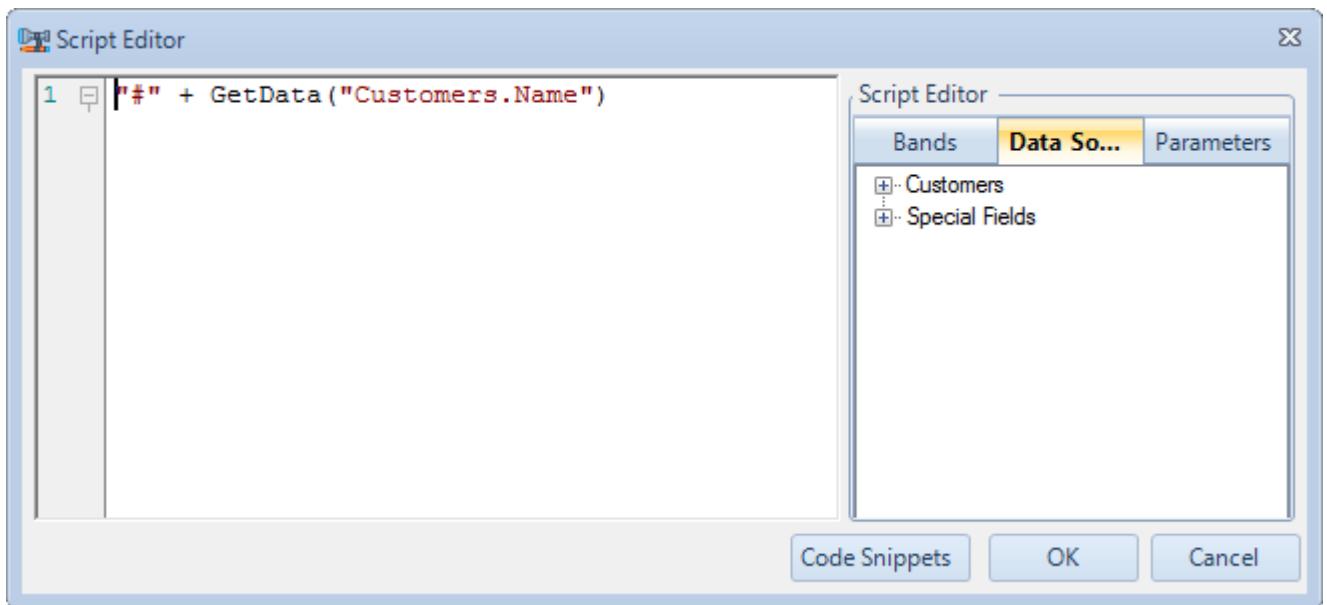 Script Editor
1 "#" + GetData("Customers.Name")
Script Editor
Bands Data So... Parameters
Customers
Special Fields
Code Snippets OK Cancel